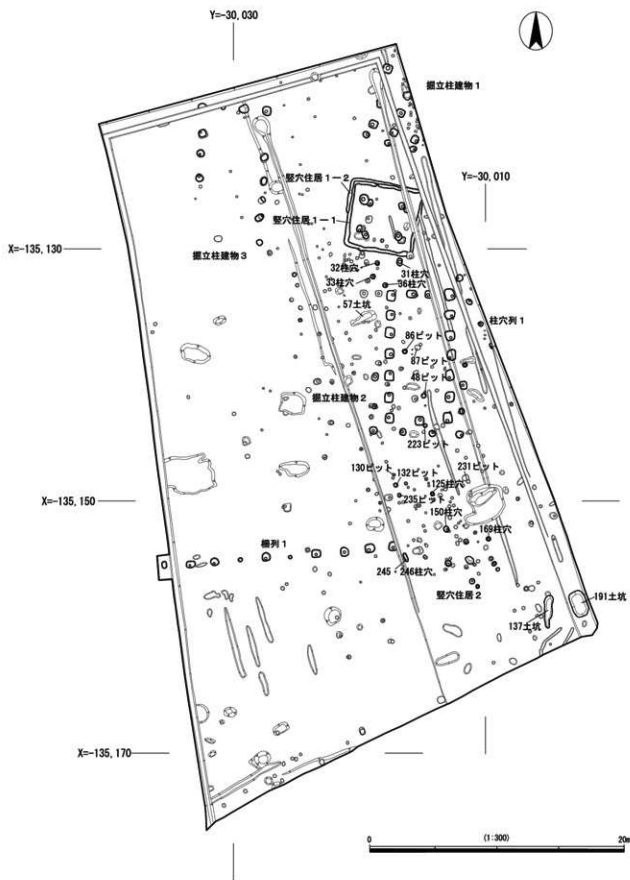 Y=-30,030
掘立柱建物1
竪穴住居1-2
Y=-30,010
竪穴住居1-1
X=-135,130
掘立柱建物3
32柱穴
31柱穴
33柱穴
36柱穴
57土坑
柱穴列1
86ピット
87ピット
48ピット
掘立柱建物2
223ピット
130ピット
132ピット
231ピット
125柱穴
X=-135,150
235ピット
150柱穴
169柱穴
柵列1
245・246柱穴
竪穴住居2
191土坑
137土坑
X=-135,170
0
(1:300)
20m